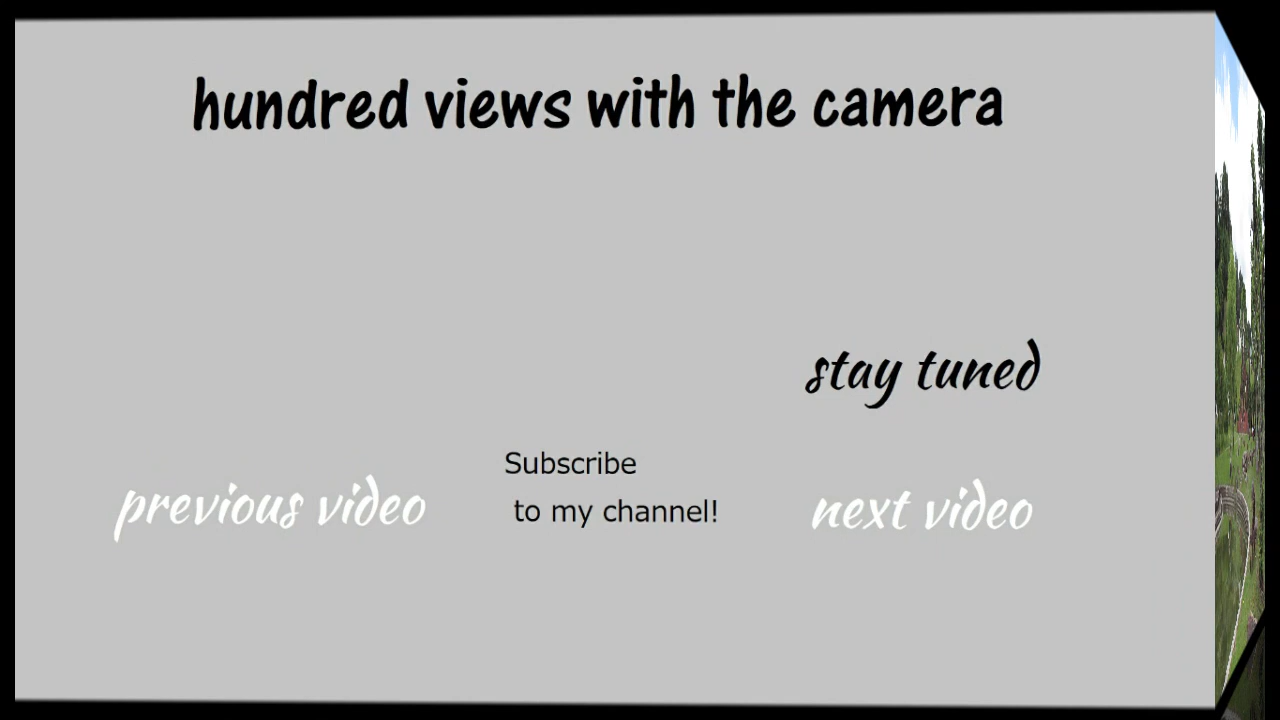 hundred views with the camera
stay tuned
Subscribe
to my channel!
previous video
next video